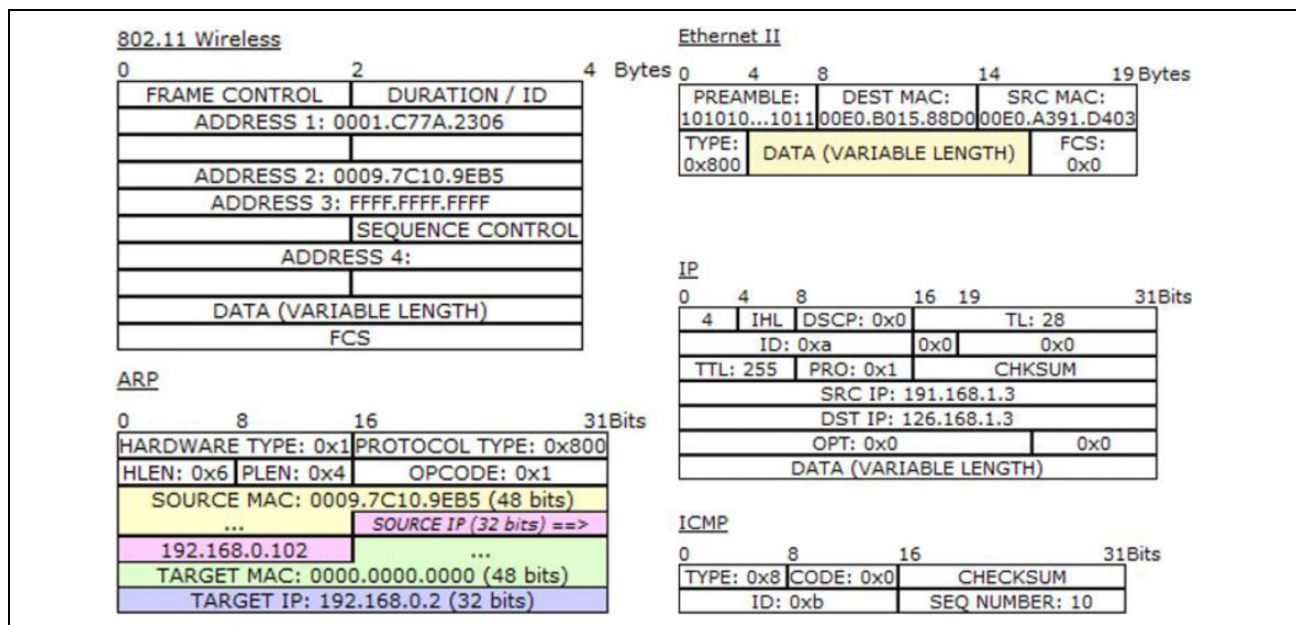 802.11 Wireless
0 2 4 Bytes
FRAME CONTROL DURATION / ID
ADDRESS 1: 0001.C77A.2306
ADDRESS 2: 0009.7C10.9EB5
ADDRESS 3: FFFF.FFFF.FFFF
SEQUENCE CONTROL
ADDRESS 4:
DATA (VARIABLE LENGTH)
FCS
ARP
0 8 16 31Bits
HARDWARE TYPE: 0x1 PROTOCOL TYPE: 0x800
HLEN: 0x6 PLEN: 0x4 OPCODE: 0x1
SOURCE MAC: 0009.7C10.9EB5 (48 bits)
... SOURCE IP (32 bits) ==>
192.168.0.102 ...
TARGET MAC: 0000.0000.0000 (48 bits)
TARGET IP: 192.168.0.2 (32 bits)
Ethernet II
0 4 8 14 19 Bytes
PREAMBLE: DEST MAC: SRC MAC:
101010...1011 00E0.B015.88D0 00E0.A391.D403
TYPE: DATA (VARIABLE LENGTH) FCS:
0x800 0x0
IP
0 4 8 16 19 31Bits
4 IHL DSCP: 0x0 TL: 28
ID: 0xa 0x0 0x0
TTL: 255 PRO: 0x1 CHKSUM
SRC IP: 191.168.1.3
DST IP: 126.168.1.3
OPT: 0x0 0x0
DATA (VARIABLE LENGTH)
ICMP
0 8 16 31Bits
TYPE: 0x8 CODE: 0x0 CHECKSUM
ID: 0xb SEQ NUMBER: 10